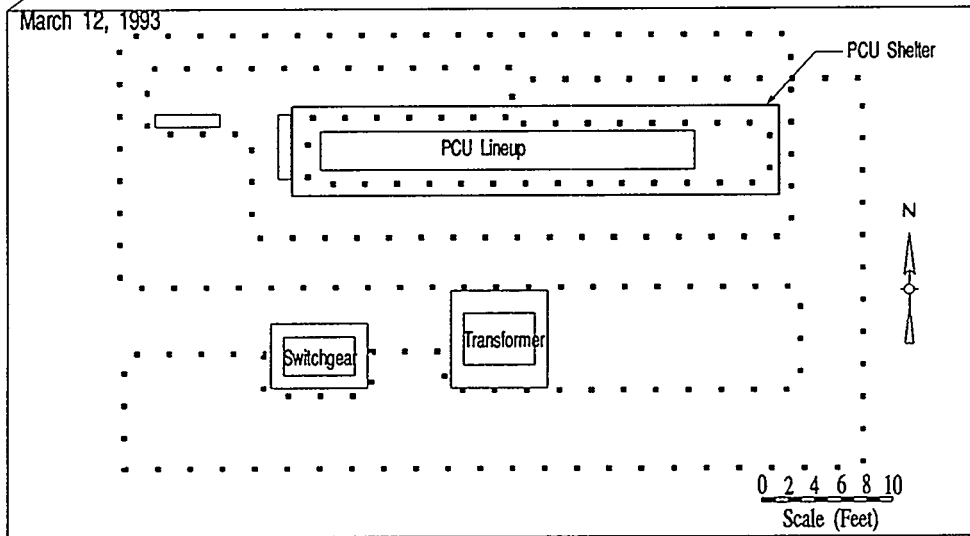 March 12, 1993
PCU Shelter
PCU Lineup
N
Switchgear
Transformer
0 2 4 6 8 10
Scale (Feet)